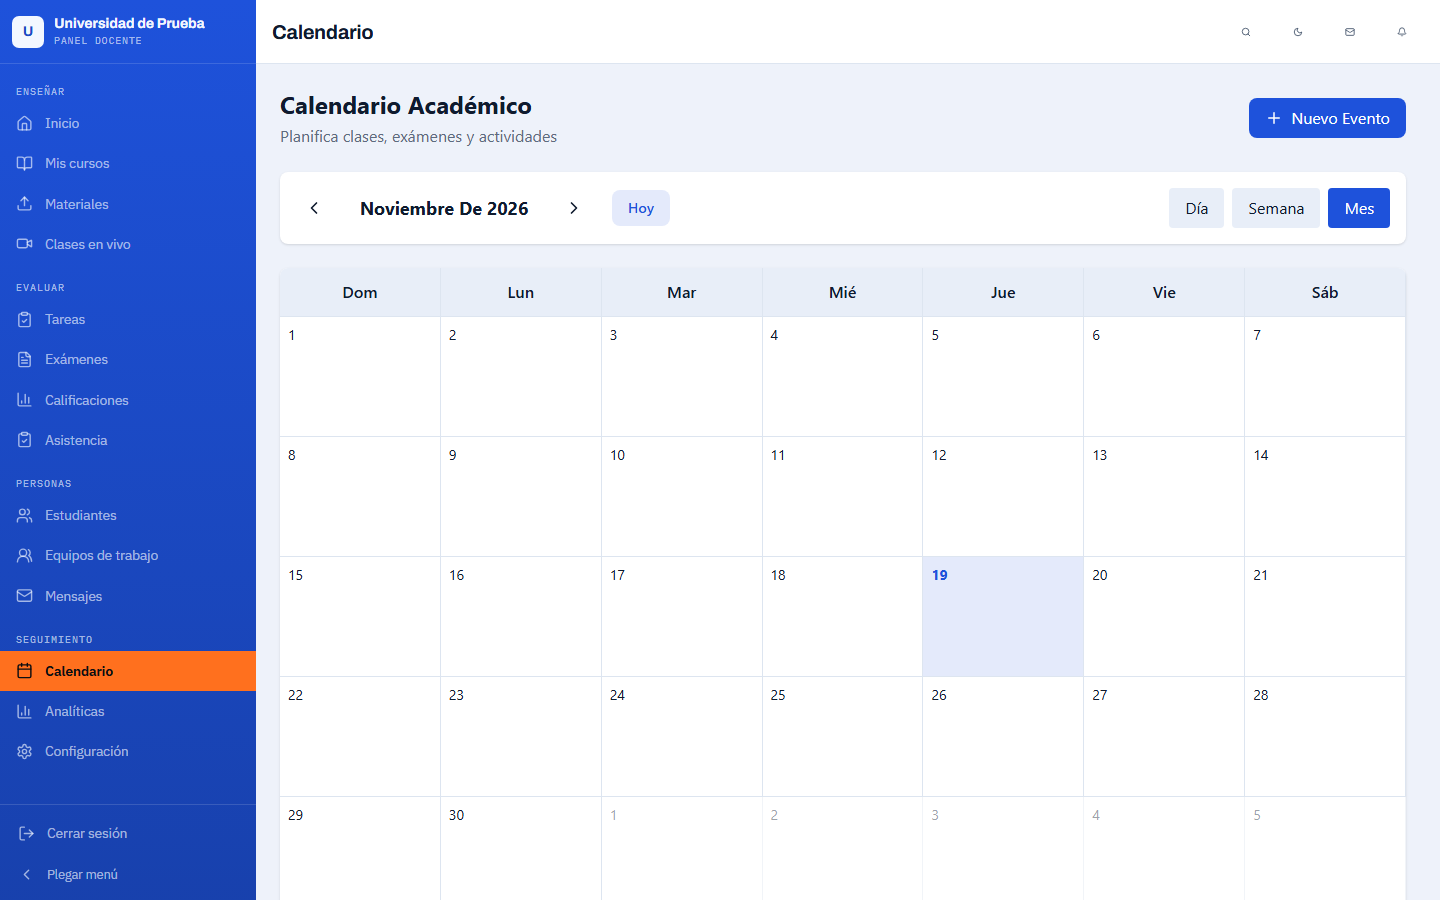 U
Universidad de Prueba
PANEL DOCENTE
ENSEÑAR
Inicio
Mis cursos
Materiales
Clases en vivo
EVALUAR
Tareas
Exámenes
Calificaciones
Asistencia
PERSONAS
Estudiantes
Equipos de trabajo
Mensajes
SEGUIMIENTO
Calendario
Analíticas
Configuración
Cerrar sesión
Plegar menú
Calendario
Calendario Académico
Planifica clases, exámenes y actividades
Nuevo Evento
Noviembre De 2026
Hoy
Día Semana Mes
Dom Lun Mar Mié Jue Vie Sáb
1 2 3 4 5 6 7
8 9 10 11 12 13 14
15 16 17 18 19 20 21
22 23 24 25 26 27 28
29 30 1 2 3 4 5